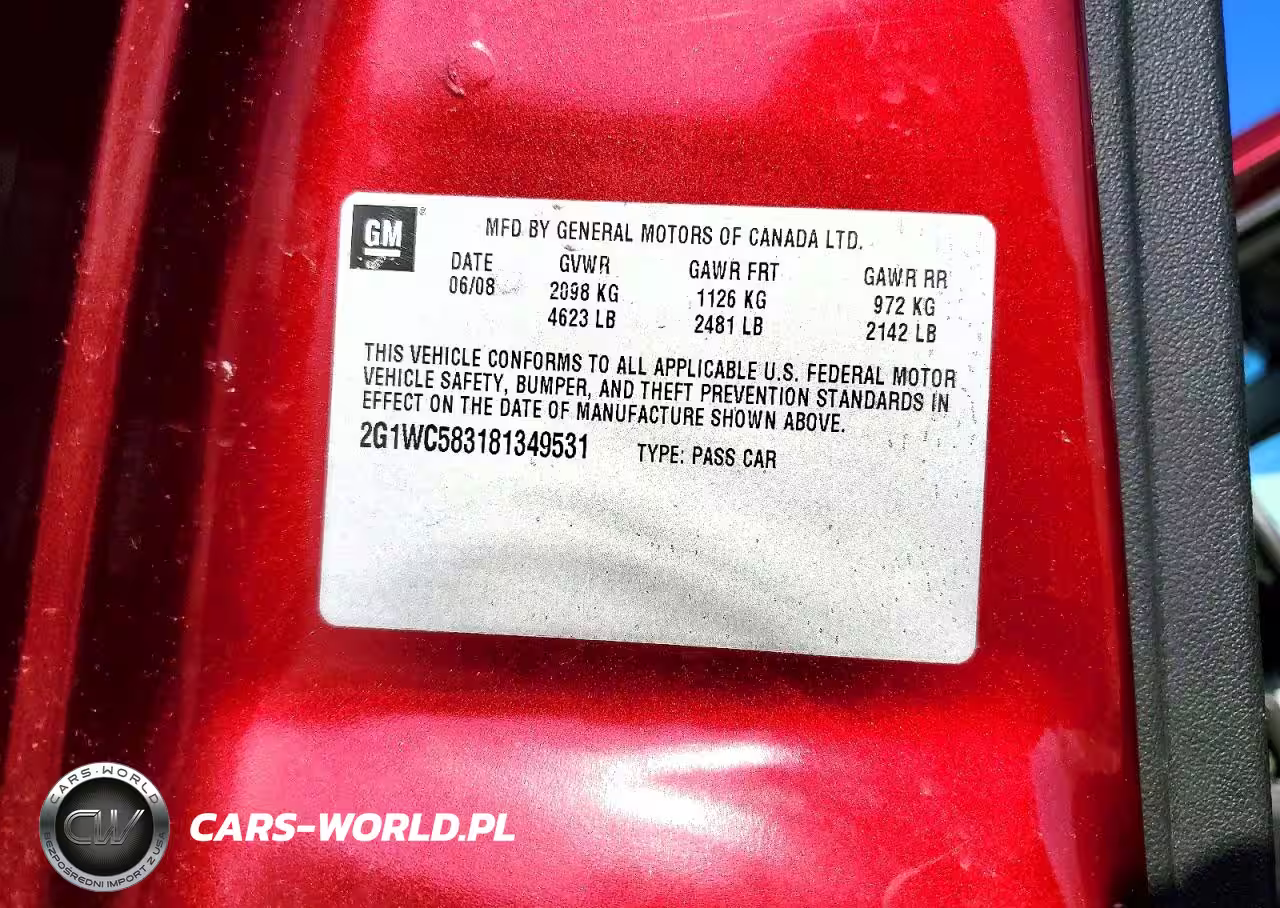 GM
MFD BY GENERAL MOTORS OF CANADA LTD.
DATE GVWR GAWR FRT GAWR RR
06/08 2098 KG 1126 KG 972 KG
4623 LB 2481 LB 2142 LB
THIS VEHICLE CONFORMS TO ALL APPLICABLE U.S. FEDERAL MOTOR
VEHICLE SAFETY, BUMPER, AND THEFT PREVENTION STANDARDS IN
EFFECT ON THE DATE OF MANUFACTURE SHOWN ABOVE.
2G1WC583181349531 TYPE: PASS CAR
CARS-WORLD
CW
BEZPOŚREDNI IMPORT Z USA
CARS-WORLD.PL